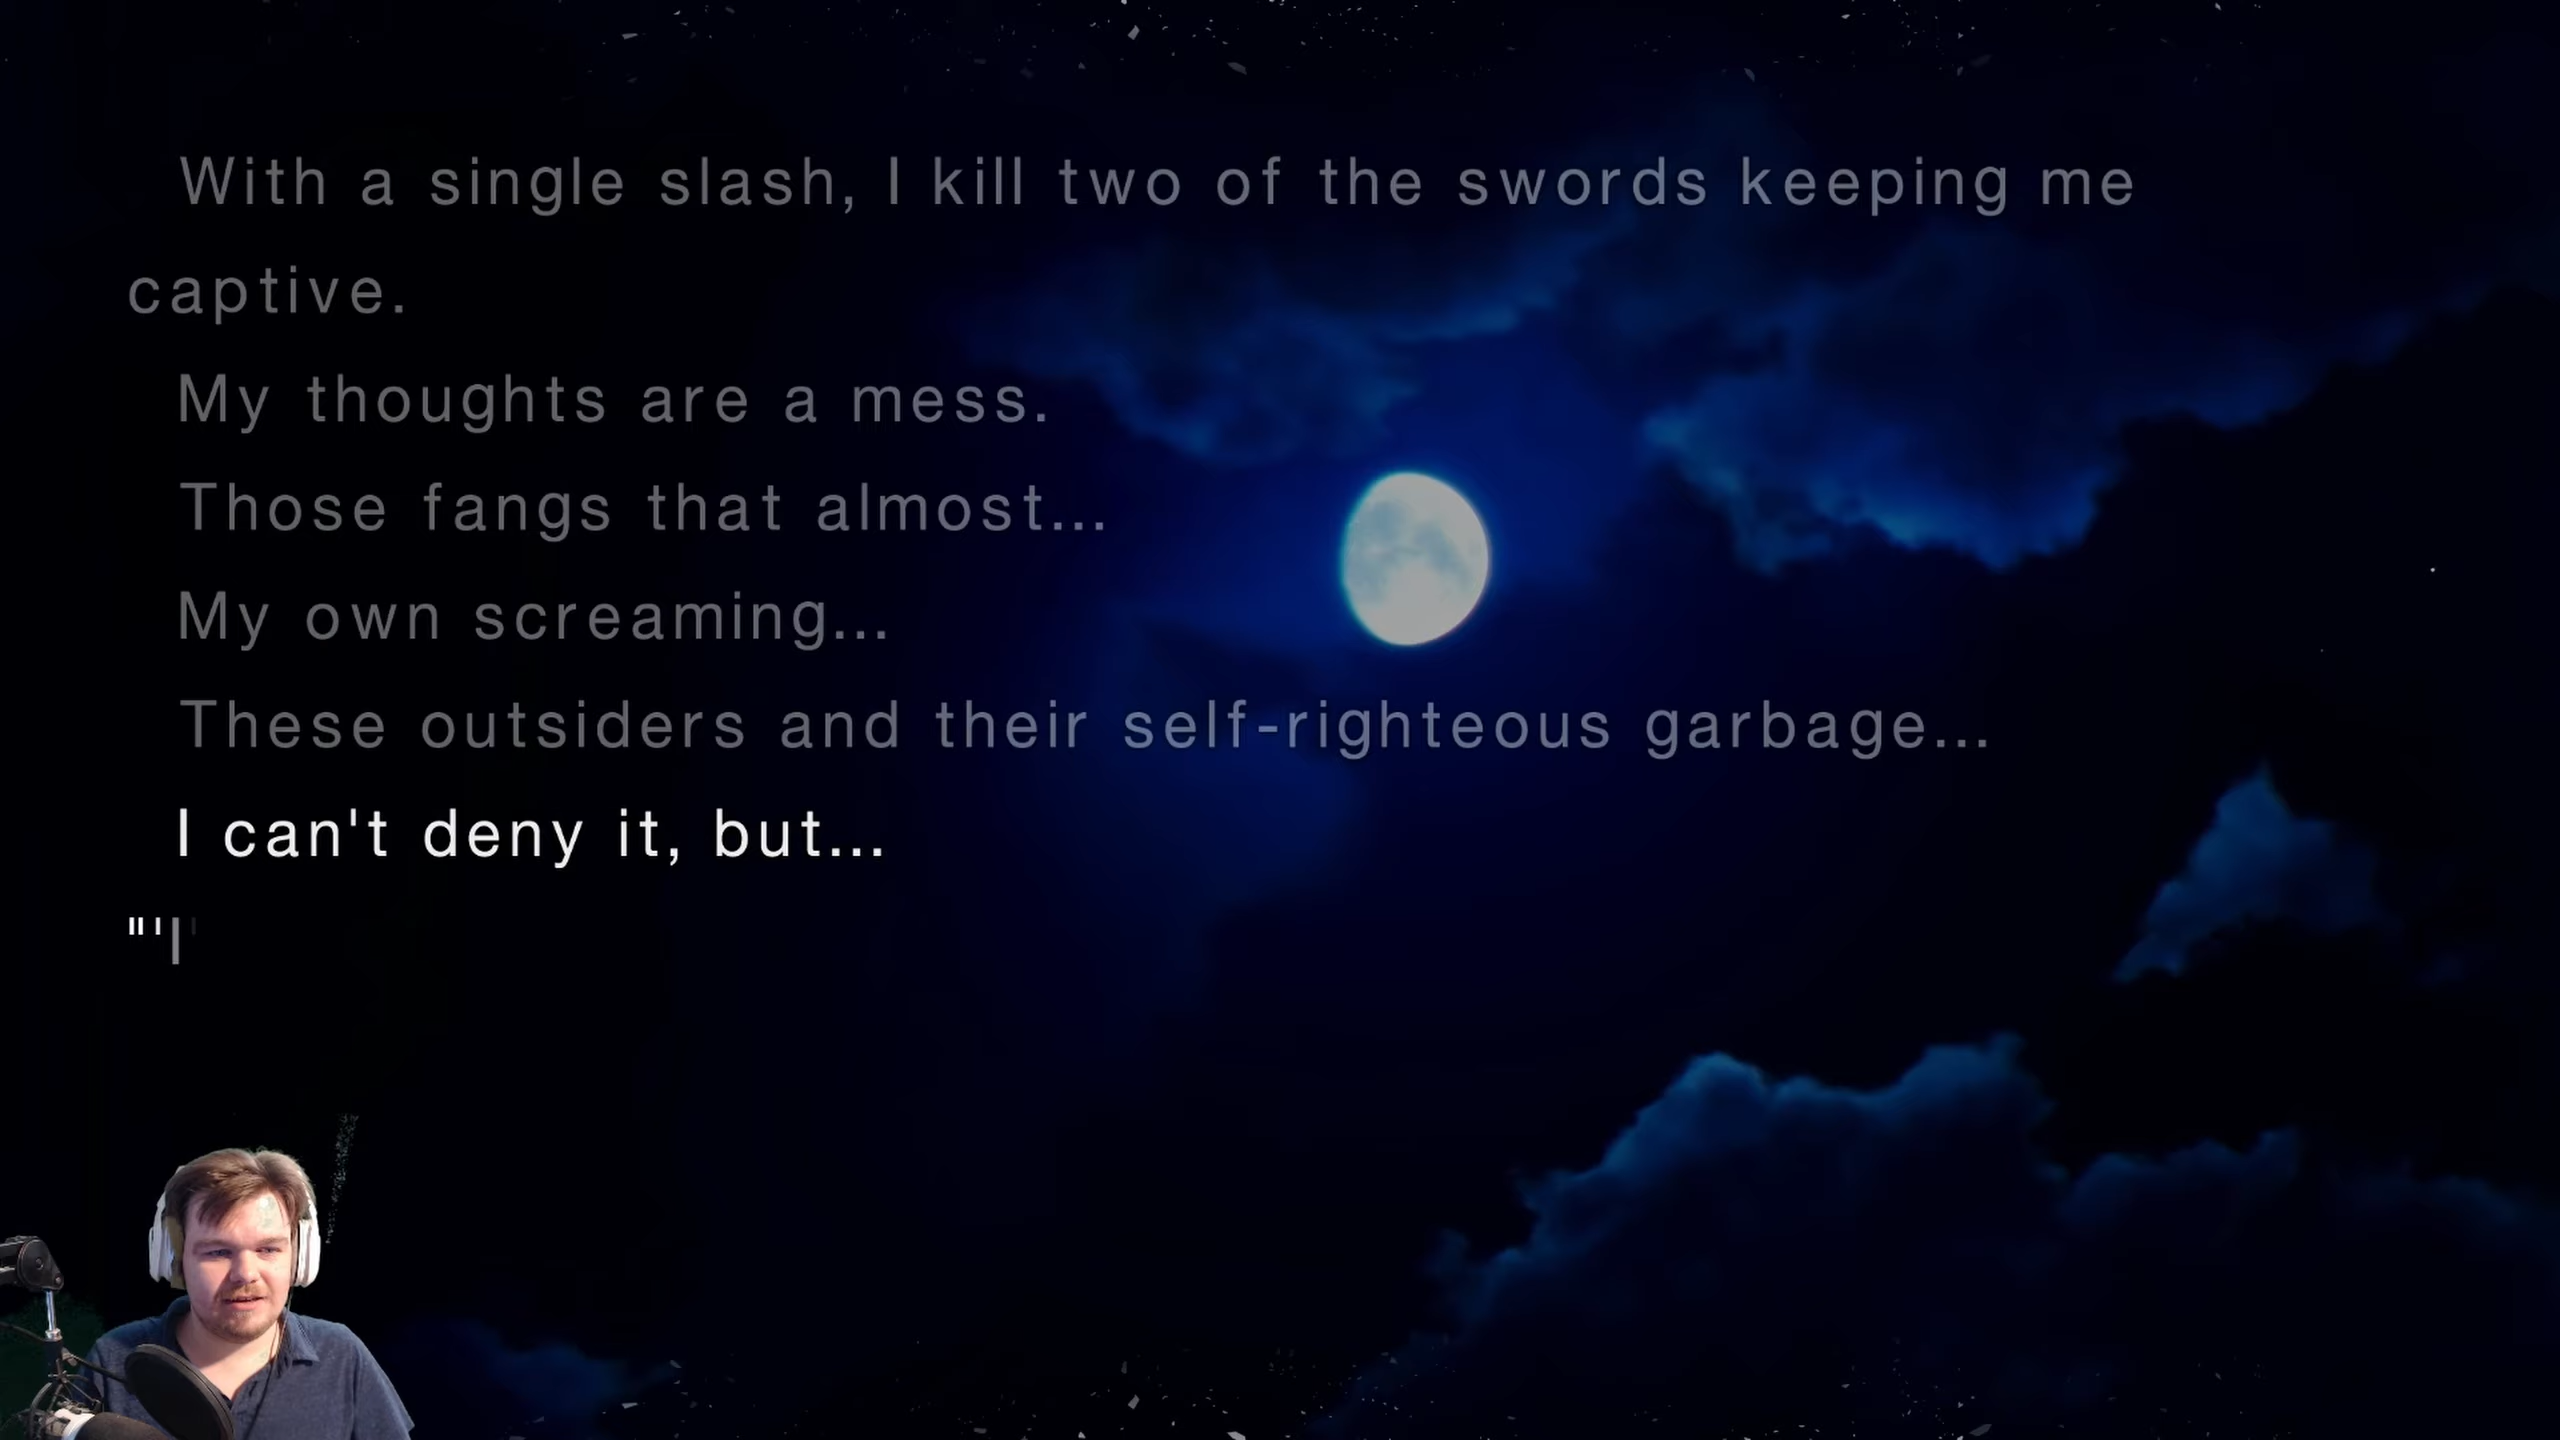 With a single slash, I kill two of the swords keeping me
captive.
My thoughts are a mess.
Those fangs that almost...
My own screaming...
These outsiders and their self-righteous garbage...
I can't deny it, but...
"'I'